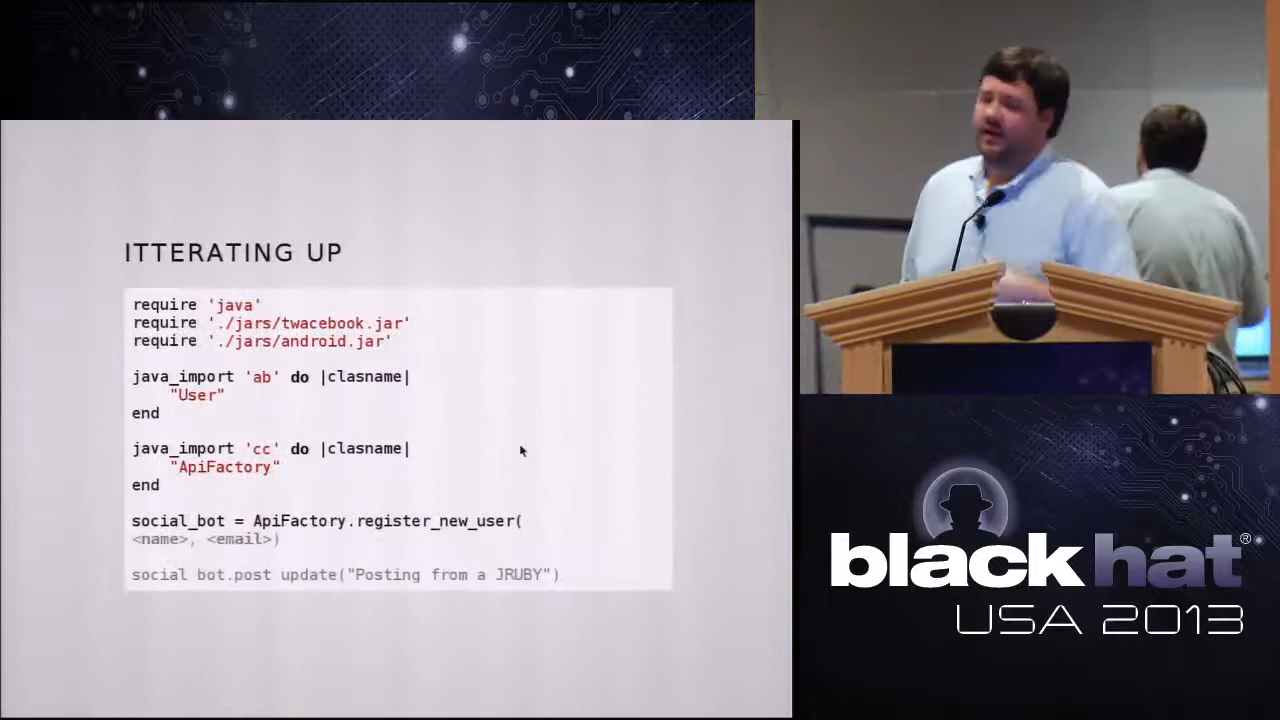 ITTERATING UP
require 'java'
require './jars/twacebook.jar'
require './jars/android.jar'
java_import 'ab' do |clasname|
"User"
end
java_import 'cc' do |clasname|
"ApiFactory"
end
social_bot = ApiFactory.register_new_user(
<name>, <email>)
social bot.post update("Posting from a JRUBY")
blackhat®
USA 2013